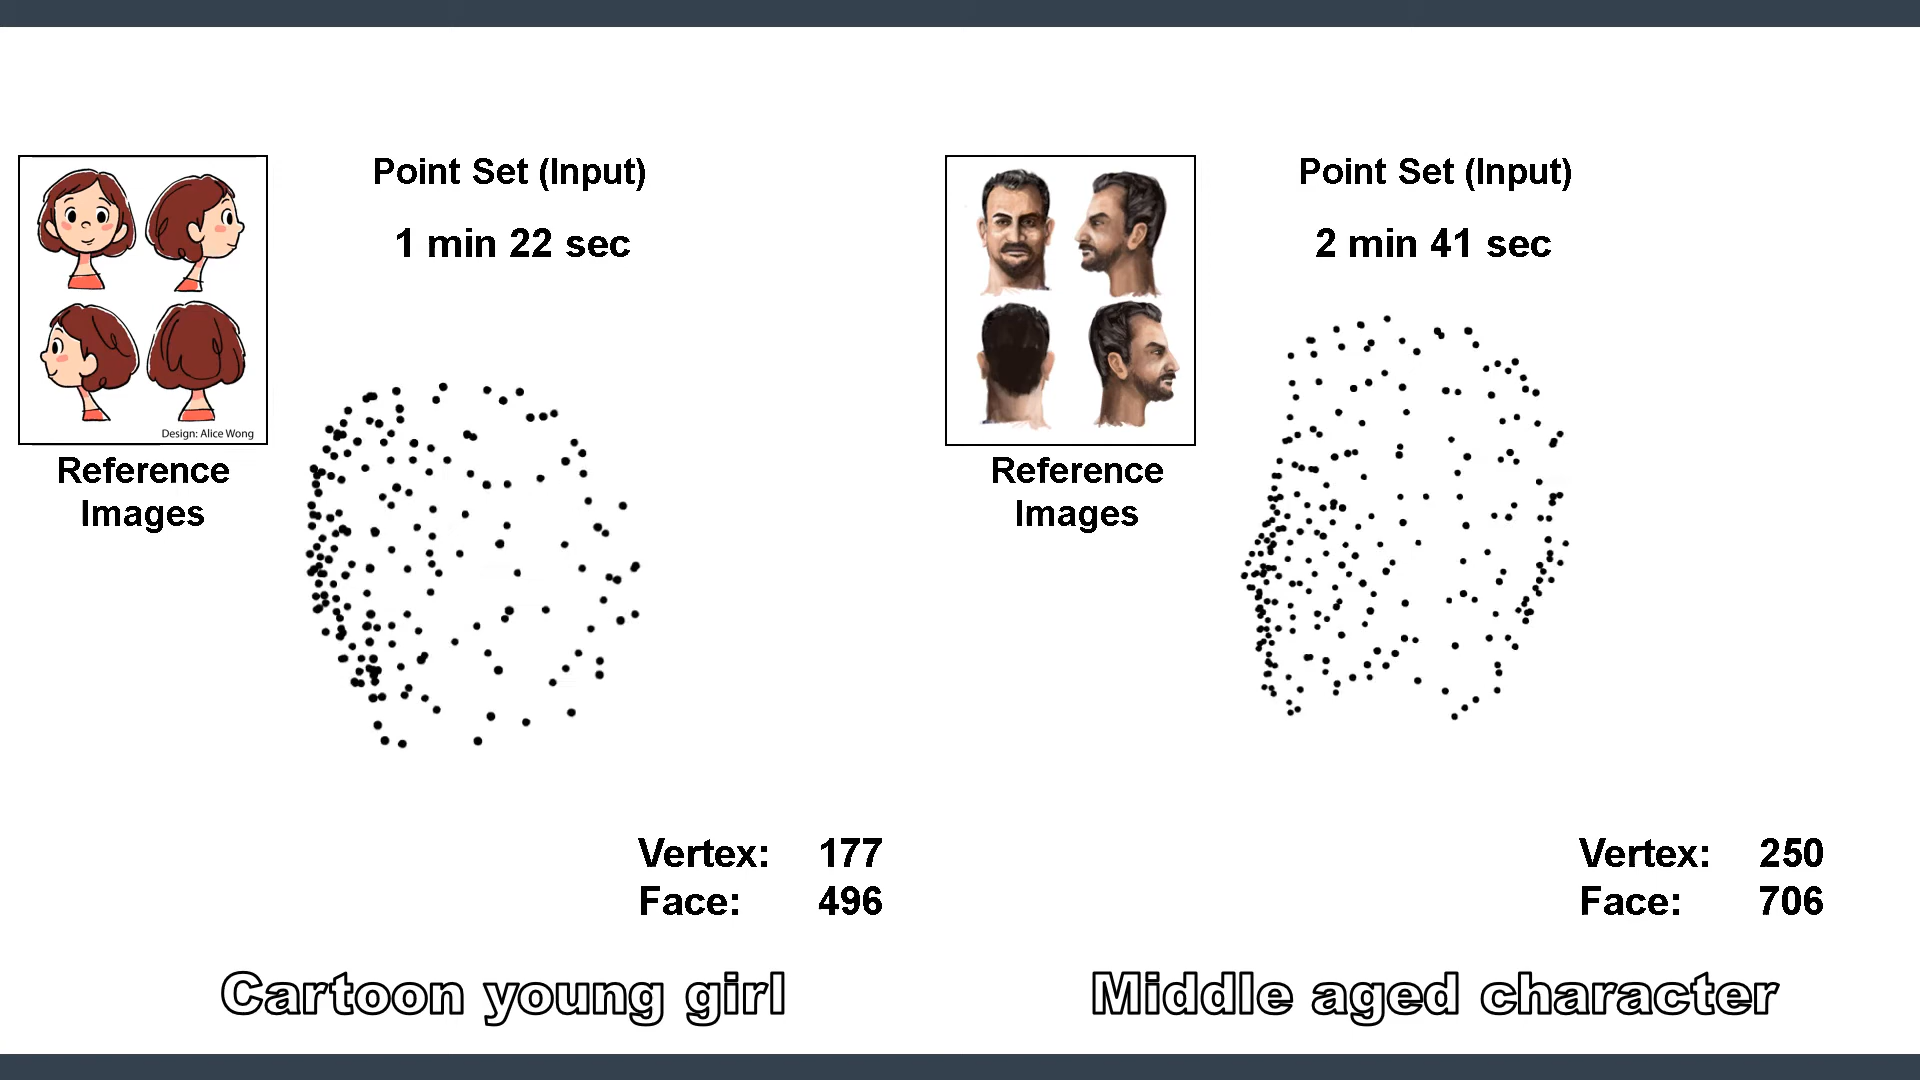 Point Set (Input)
1 min 22 sec
Design: Alice Wong
Reference
Images
Vertex: 177
Face: 496
Cartoon young girl
Point Set (Input)
2 min 41 sec
Reference
Images
Vertex: 250
Face: 706
Middle aged character